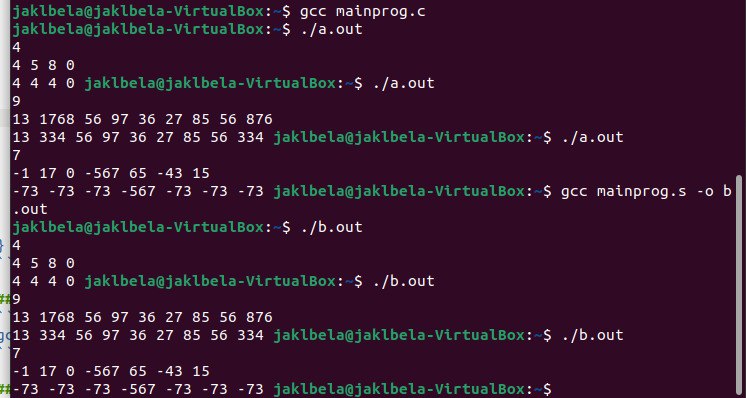 jaklbela@jaklbela-VirtualBox:~$ gcc mainprog.c
jaklbela@jaklbela-VirtualBox:~$ ./a.out
4
4 5 8 0
4 4 4 0 jaklbela@jaklbela-VirtualBox:~$ ./a.out
9
13 1768 56 97 36 27 85 56 876
13 334 56 97 36 27 85 56 334 jaklbela@jaklbela-VirtualBox:~$ ./a.out
7
-1 17 0 -567 65 -43 15
-73 -73 -73 -567 -73 -73 -73 jaklbela@jaklbela-VirtualBox:~$ gcc mainprog.s -o b
.out
jaklbela@jaklbela-VirtualBox:~$ ./b.out
4
4 5 8 0
4 4 4 0 jaklbela@jaklbela-VirtualBox:~$ ./b.out
9
13 1768 56 97 36 27 85 56 876
13 334 56 97 36 27 85 56 334 jaklbela@jaklbela-VirtualBox:~$ ./b.out
7
-1 17 0 -567 65 -43 15
-73 -73 -73 -567 -73 -73 -73 jaklbela@jaklbela-VirtualBox:~$